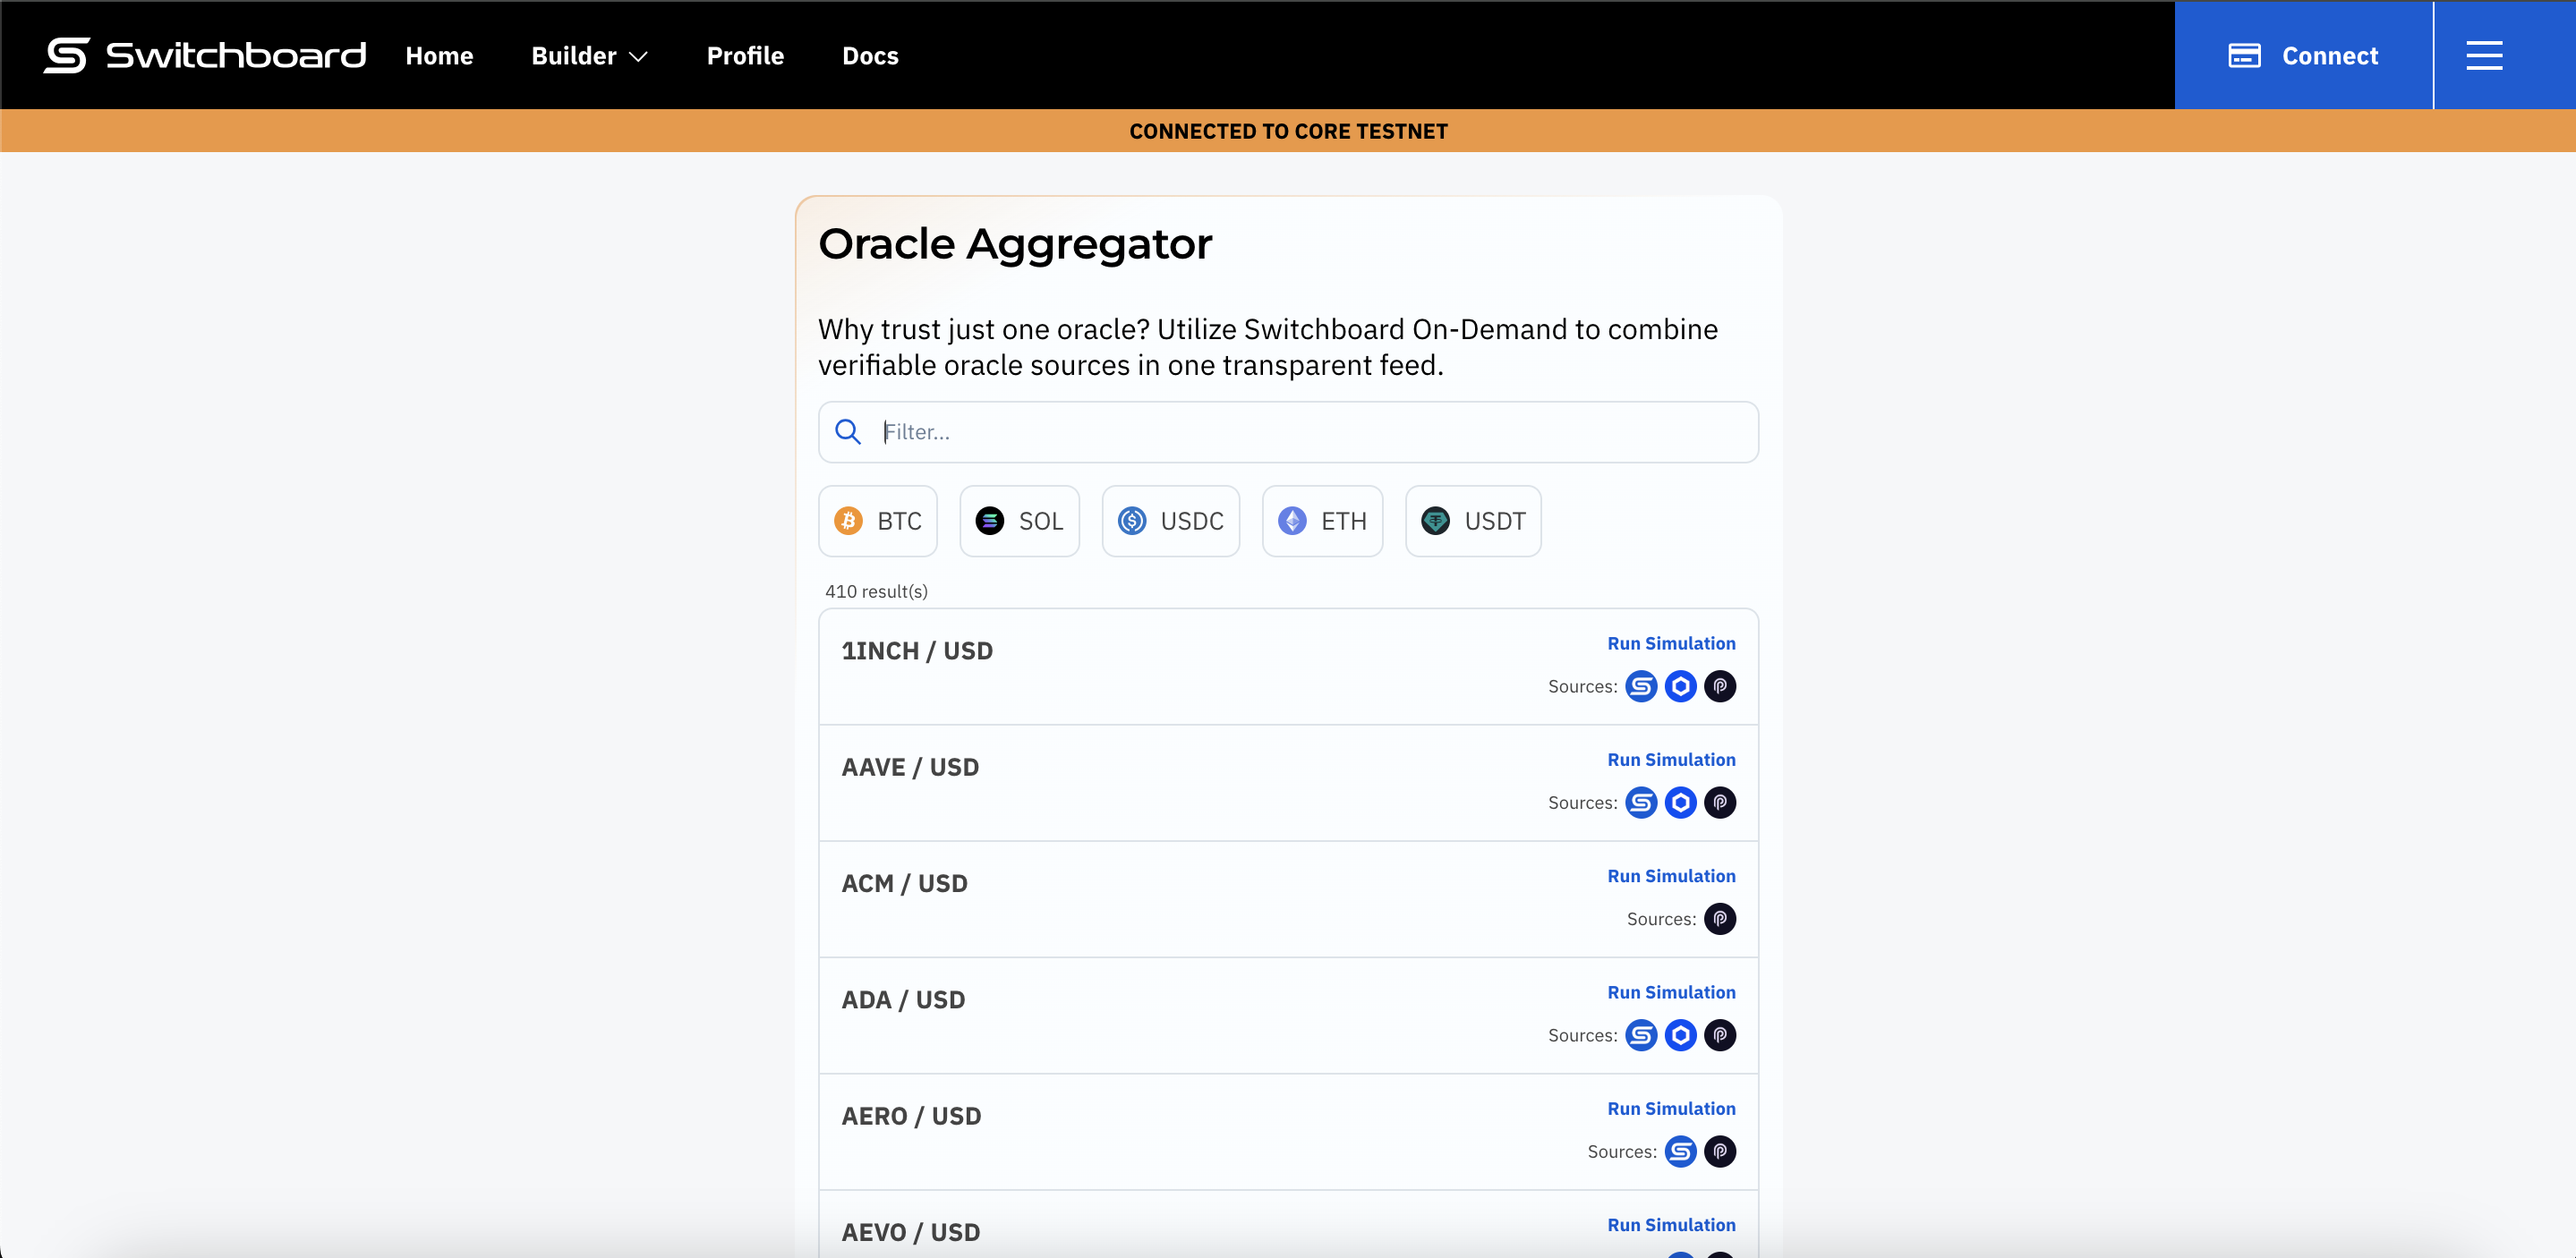 Switchboard Home Builder Profile Docs Connect
CONNECTED TO CORE TESTNET
Oracle Aggregator
Why trust just one oracle? Utilize Switchboard On-Demand to combine
verifiable oracle sources in one transparent feed.
Filter...
BTC SOL USDC ETH USDT
410 result(s)
1INCH / USD
Run Simulation
Sources:
AAVE / USD
Run Simulation
Sources:
ACM / USD
Run Simulation
Sources:
ADA / USD
Run Simulation
Sources:
AERO / USD
Run Simulation
Sources:
AEVO / USD
Run Simulation